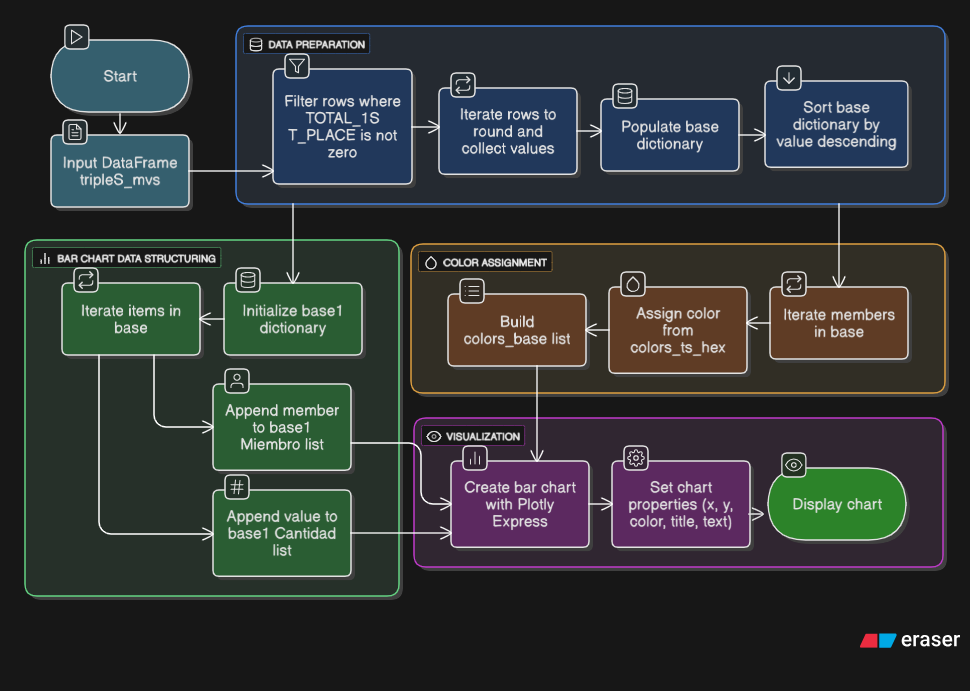 Start
Input DataFrame
tripleS_mvs
DATA PREPARATION
Filter rows where
TOTAL_1S
T_PLACE is not
zero
Iterate rows to
round and
collect values
Populate base
dictionary
Sort base
dictionary by
value descending
BAR CHART DATA STRUCTURING
Iterate items in
base
Initialize base1
dictionary
Append member
to base1
Miembro list
Append value to
base1 Cantidad
list
COLOR ASSIGNMENT
Build
colors_base list
Assign color
from
colors_ts_hex
Iterate members
in base
VISUALIZATION
Create bar chart
with Plotly
Express
Set chart
properties (x, y,
color, title, text)
Display chart
eraser